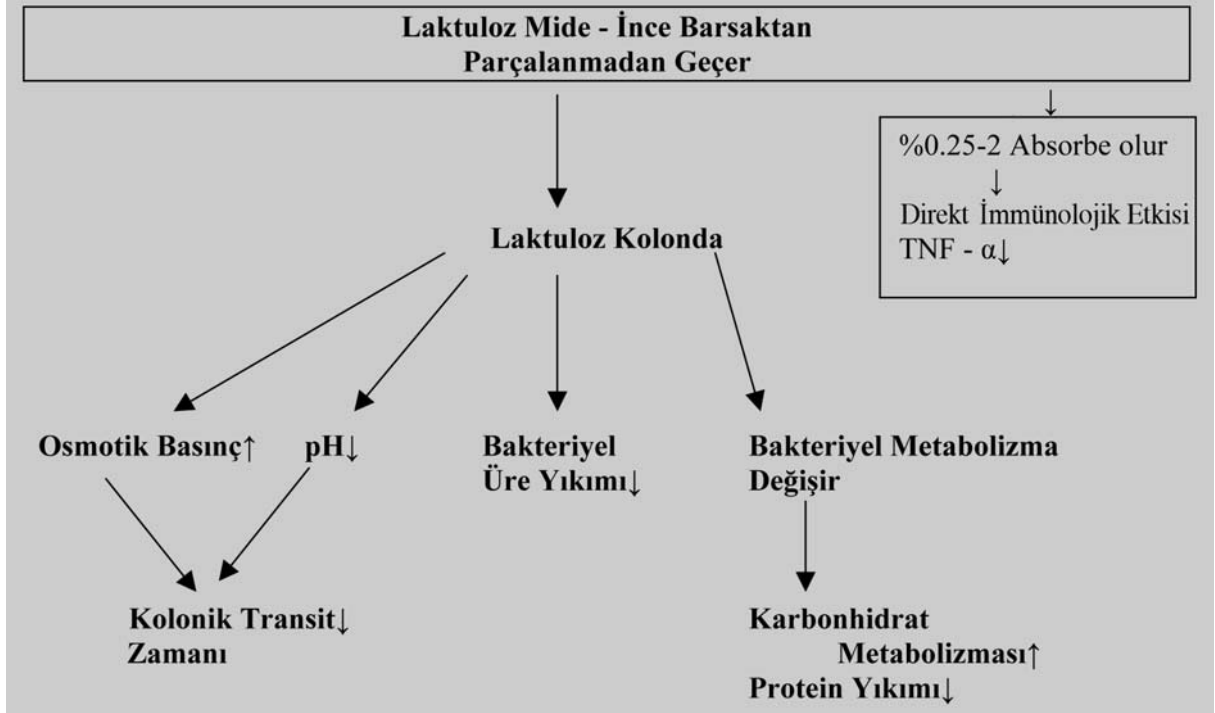 Laktuloz Mide - İnce Barsaktan
Parçalanmadan Geçer
↓
%0.25-2 Absorbe olur
↓
Direkt İmmünolojik Etkisi
TNF - α↓
Laktuloz Kolonda
Osmotik Basınç↑
pH↓
Bakteriyel
Üre Yıkımı↓
Bakteriyel Metabolizma
Değişir
Kolonik Transit↓
Zamanı
Karbonhidrat
Metabolizması↑
Protein Yıkımı↓